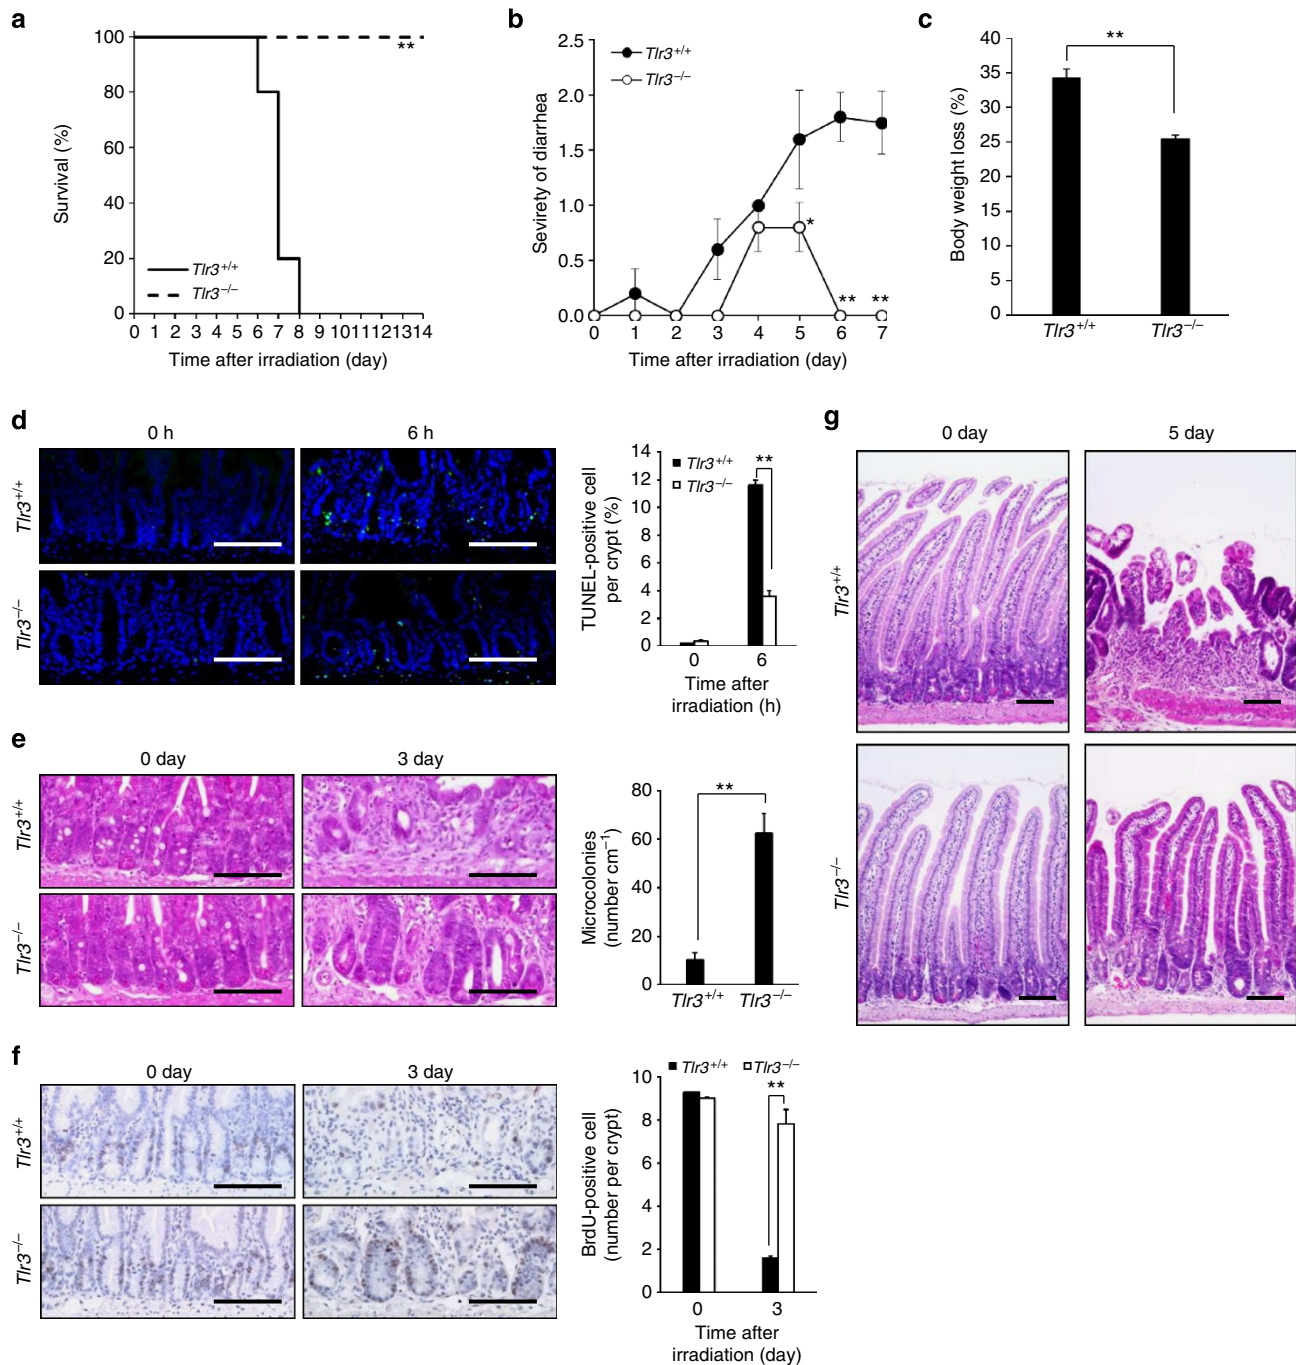 a
100
80
60
40
20
0
Survival (%)
**
Tlr3+/+
Tlr3−/−
0 1 2 3 4 5 6 7 8 9 1011121314
Time after irradiation (day)
b
2.5
2.0
1.5
1.0
0.5
0.0
Sevirety of diarrhea
Tlr3+/+
Tlr3−/−
*
** **
0 1 2 3 4 5 6 7
Time after irradiation (day)
c
40
35
30
25
20
15
10
5
0
Body weight loss (%)
**
Tlr3+/+ Tlr3−/−
d
0 h 6 h
Tlr3+/+
Tlr3−/−
14
12
10
8
6
4
2
0
TUNEL-positive cell
per crypt (%)
Tlr3+/+
Tlr3−/−
**
0 6
Time after
irradiation (h)
e
0 day 3 day
Tlr3+/+
Tlr3−/−
80
60
40
20
0
Microcolonies
(number cm−1)
**
Tlr3+/+ Tlr3−/−
f
0 day 3 day
Tlr3+/+
Tlr3−/−
10
8
6
4
2
0
BrdU-positive cell
(number per crypt)
Tlr3+/+ Tlr3−/−
**
0 3
Time after
irradiation (day)
g
0 day 5 day
Tlr3+/+
Tlr3−/−